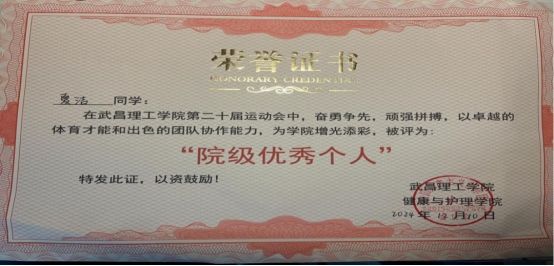 荣誉证书
HONORARY CREDENTIAL
夏洁 同学：
在武昌理工学院第二十届运动会中，奋勇争先，顽强拼搏，以卓越的
体育才能和出色的团队协作能力，为学院增光添彩，被评为：
“院级优秀个人”
特发此证，以资鼓励！
武昌理工学院
健康与护理学院
2024年12月10日